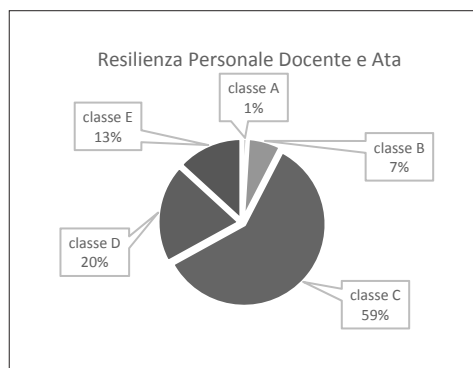 Resilienza Personale Docente e Ata
classe A
1%
classe B
7%
classe C
59%
classe D
20%
classe E
13%